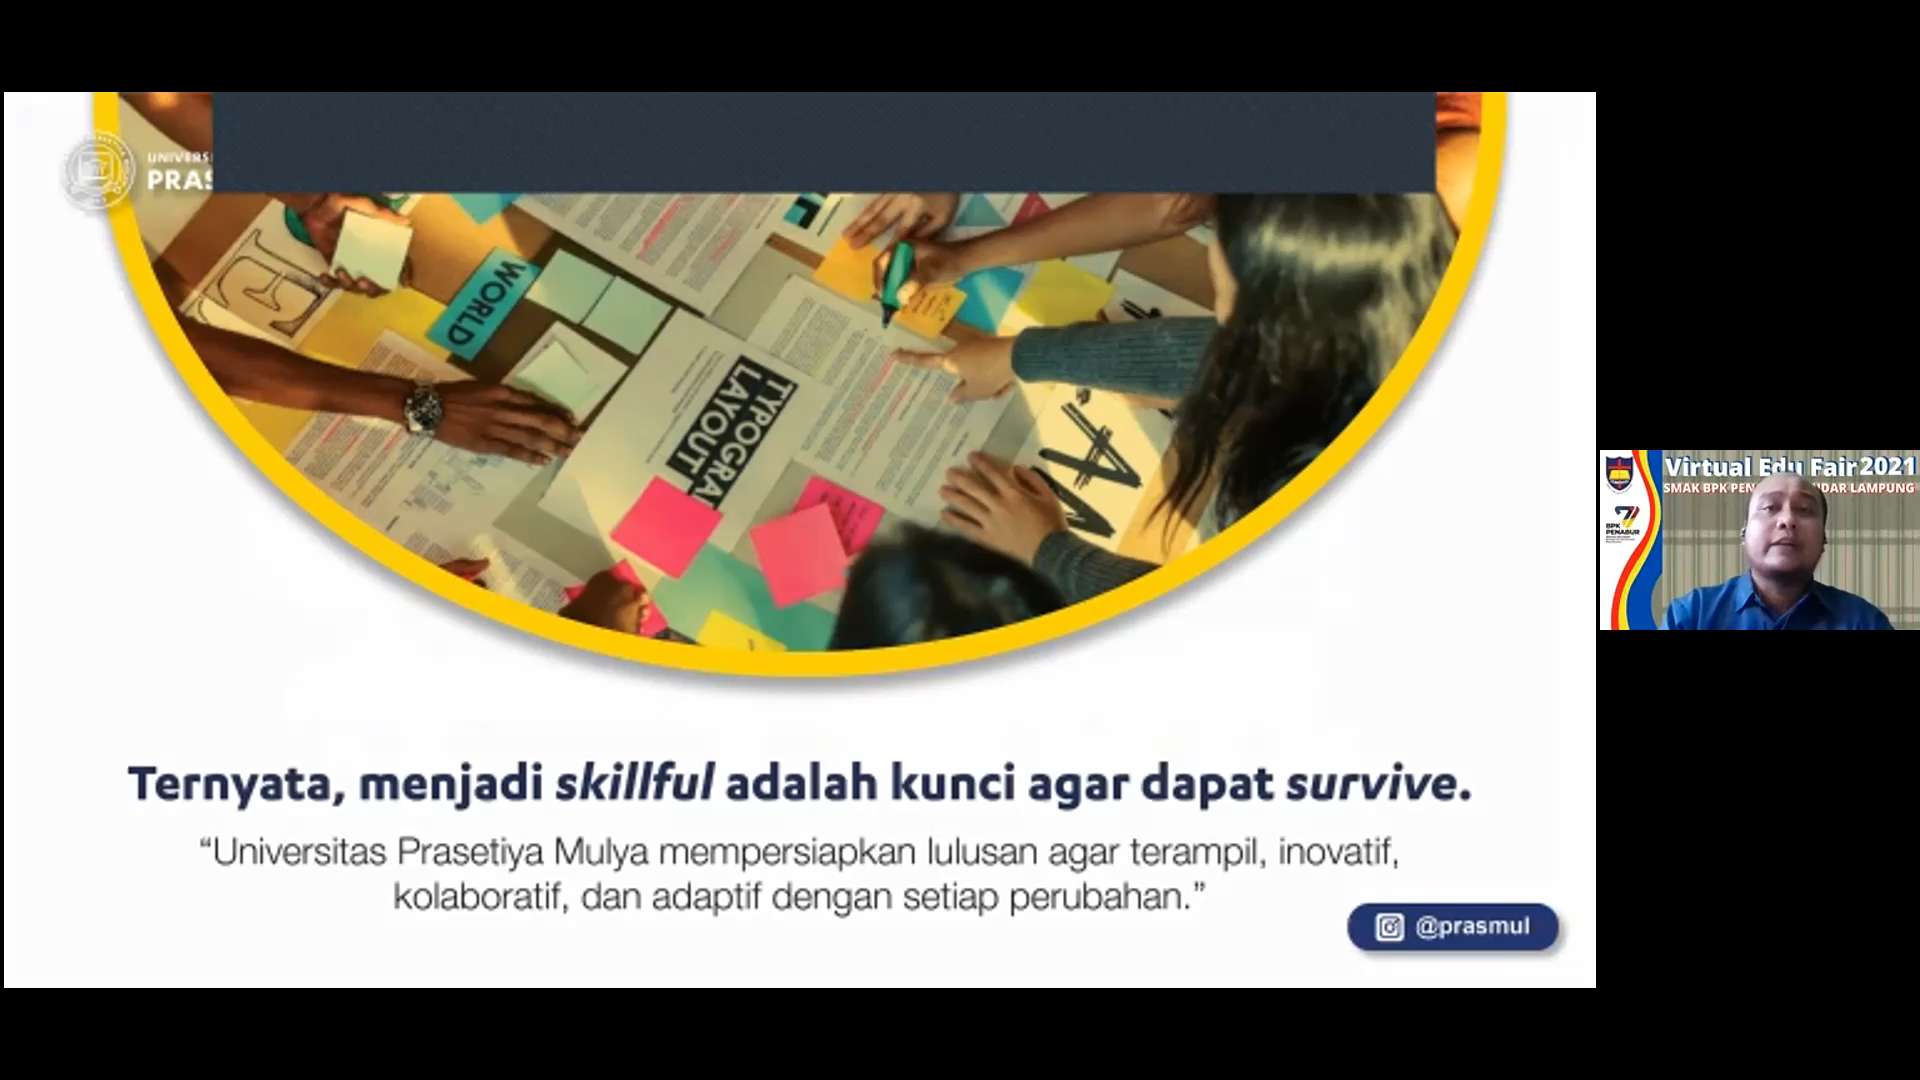 UNIVERS
PRAS
WORLD
TYPOGRA
LAYOUT
Ternyata, menjadi skillful adalah kunci agar dapat survive.
“Universitas Prasetiya Mulya mempersiapkan lulusan agar terampil, inovatif,
kolaboratif, dan adaptif dengan setiap perubahan.”
@prasmul
Virtual Edu Fair 2021
SMAK BPK PEN DAR LAMPUNG
BPK
PENABUR